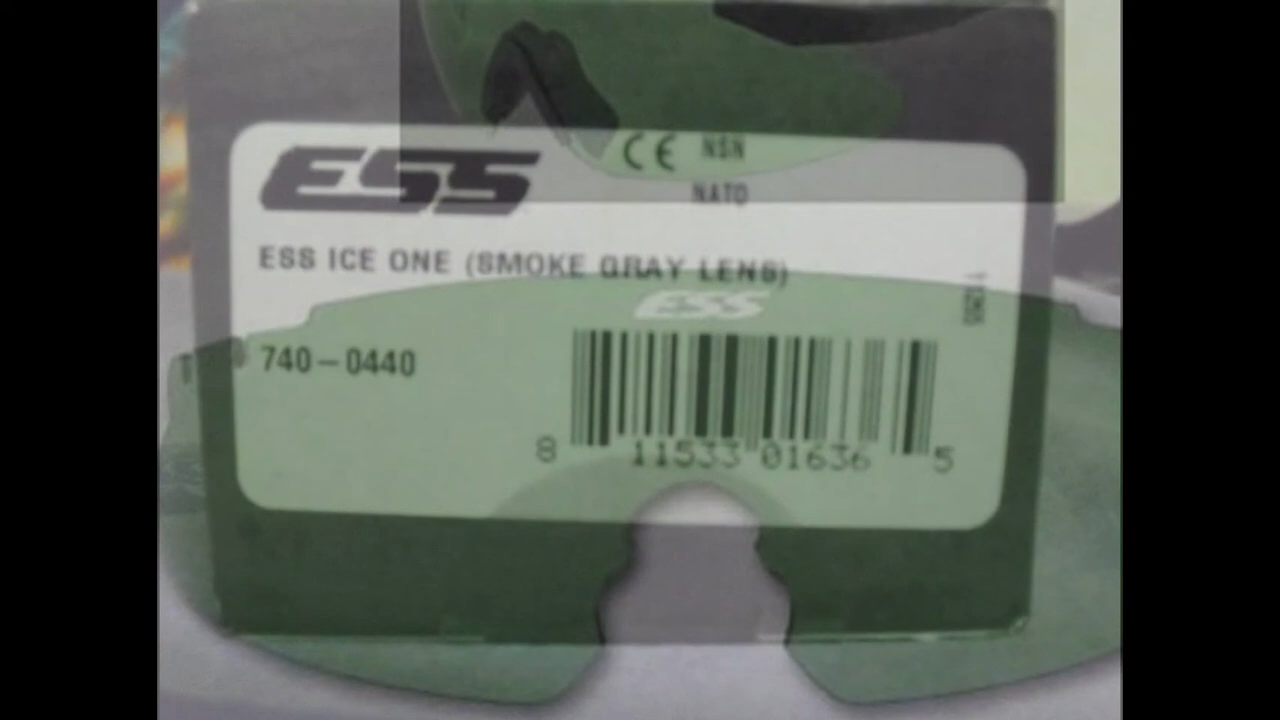 ESS
CE NSN
NATO
ESS ICE ONE (SMOKE GRAY LENS)
ESS
740-0440
8 11533 01636 5